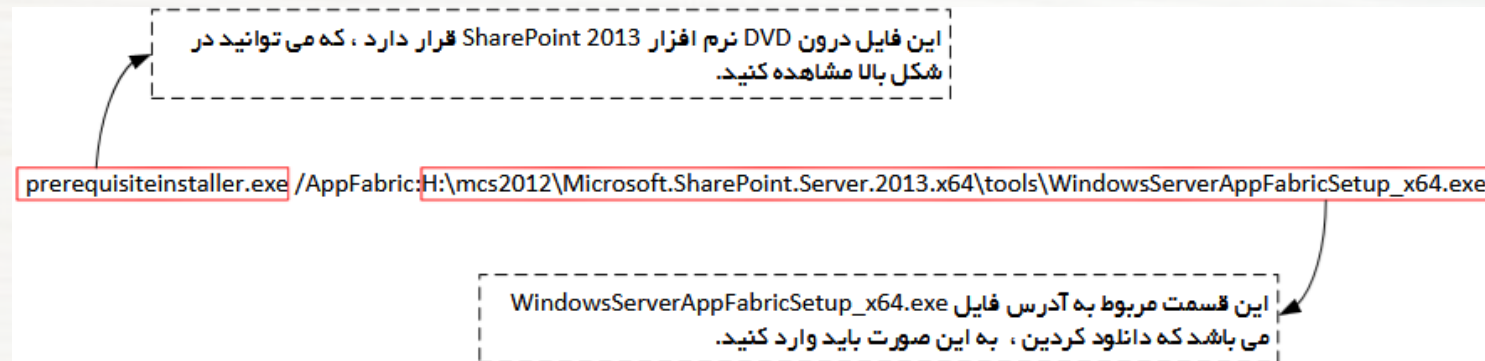 این فایل درون DVD نرم افزار SharePoint 2013 قرار دارد ، که می توانید در
شکل بالا مشاهده کنید.
prerequisiteinstaller.exe /AppFabric:H:\mcs2012\Microsoft.SharePoint.Server.2013.x64\tools\WindowsServerAppFabricSetup_x64.exe
این قسمت مربوط به آدرس فایل WindowsServerAppFabricSetup_x64.exe
می باشد که دانلود کردین ، به این صورت باید وارد کنید.